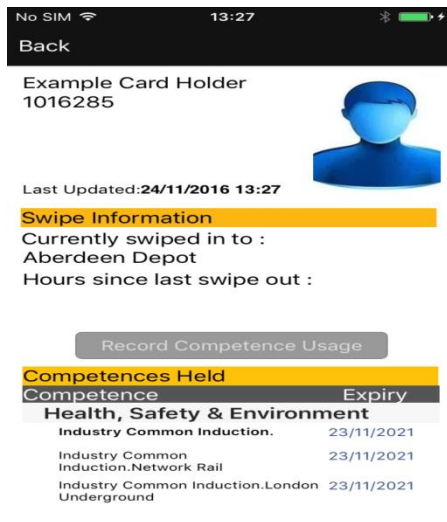 No SIM 13:27
Back
Example Card Holder
1016285
Last Updated:24/11/2016 13:27
Swipe Information
Currently swiped in to :
Aberdeen Depot
Hours since last swipe out :
Record Competence Usage
Competences Held
Competence Expiry
Health, Safety & Environment
Industry Common Induction. 23/11/2021
Industry Common 23/11/2021
Induction.Network Rail
Industry Common Induction.London 23/11/2021
Underground